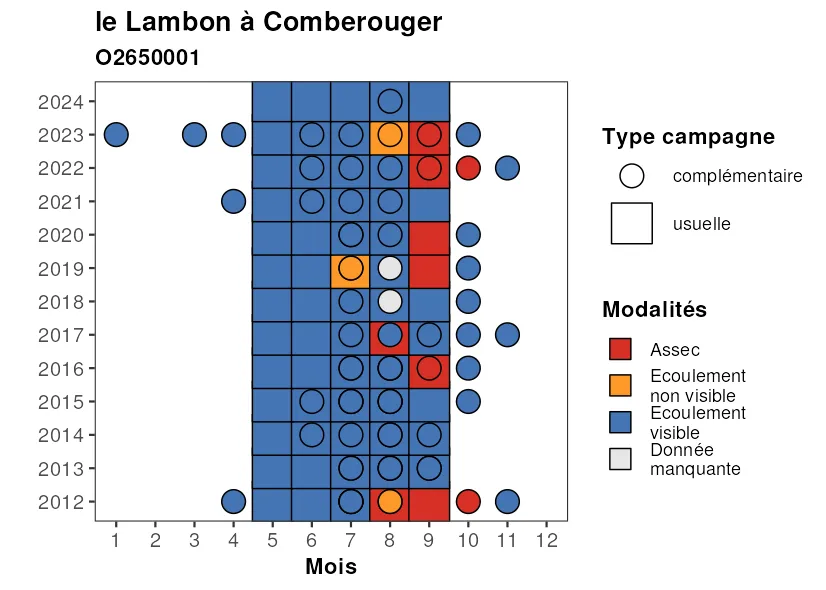 le Lambon à Comberouger
O2650001
2024
2023
2022
2021
2020
2019
2018
2017
2016
2015
2014
2013
2012
1 2 3 4 5 6 7 8 9 10 11 12
Mois
Type campagne
complémentaire
usuelle
Modalités
Assec
Ecoulement
non visible
Ecoulement
visible
Donnée
manquante